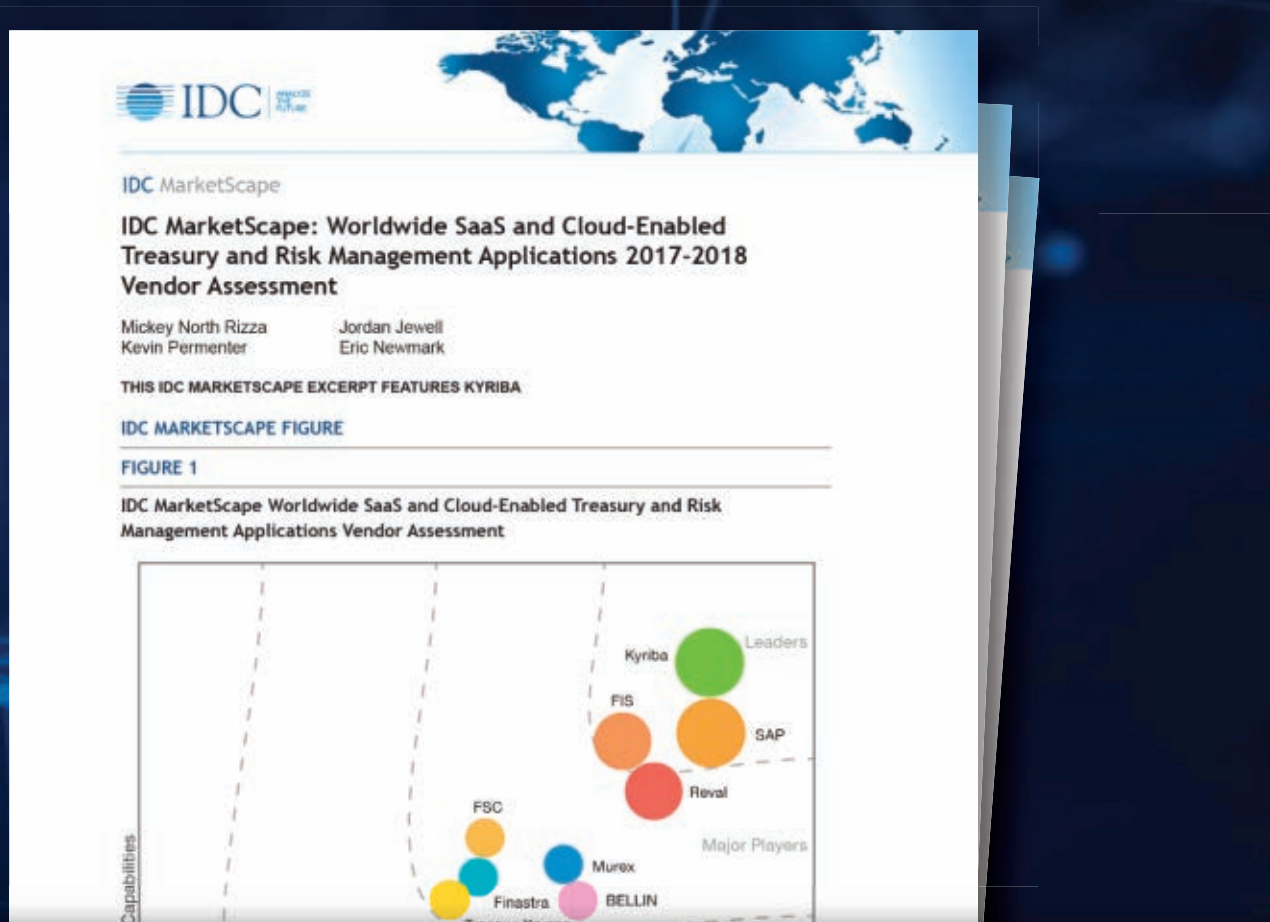 IDC ANALYZE THE FUTURE
IDC MarketScape
IDC MarketScape: Worldwide SaaS and Cloud-Enabled
Treasury and Risk Management Applications 2017-2018
Vendor Assessment
Mickey North Rizza Jordan Jewell
Kevin Permenter Eric Newmark
THIS IDC MARKETSCAPE EXCERPT FEATURES KYRIBA
IDC MARKETSCAPE FIGURE
FIGURE 1
IDC MarketScape Worldwide SaaS and Cloud-Enabled Treasury and Risk
Management Applications Vendor Assessment
Leaders
Kyriba
FIS
SAP
Reval
FSC
Major Players
Capabilities
Murex
Finastra
BELLIN